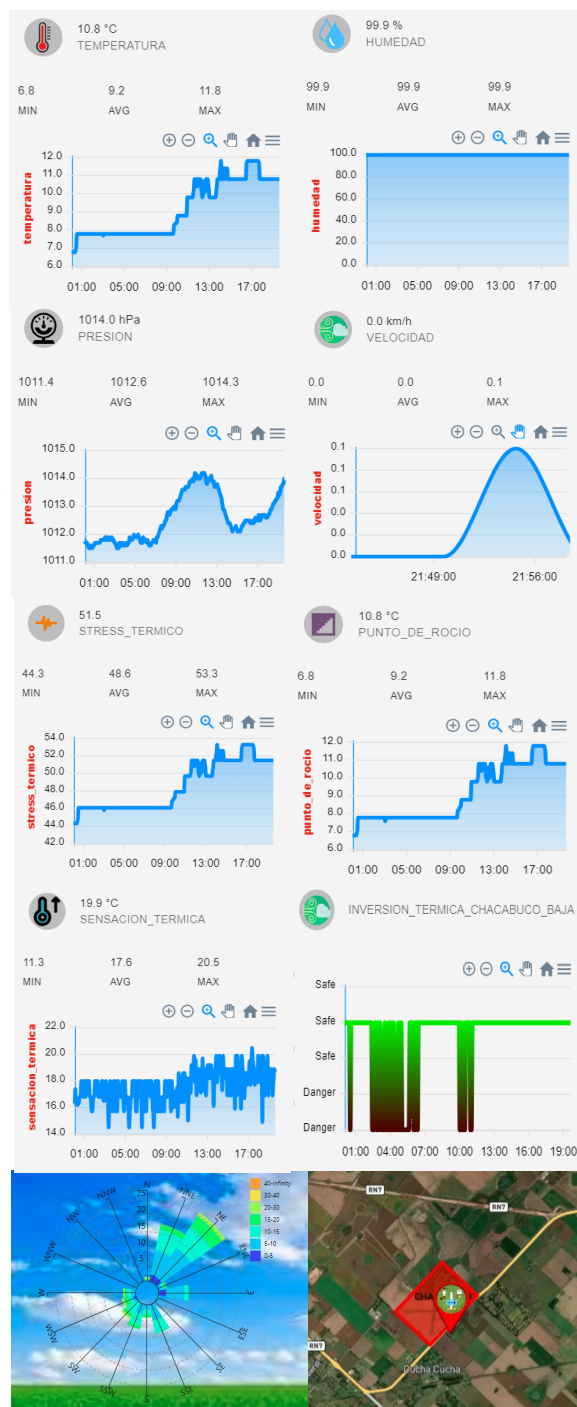 10.8 °C
TEMPERATURA
6.8 9.2 11.8
MIN AVG MAX
temperatura
12.0
11.0
10.0
9.0
8.0
7.0
6.0
01:00 05:00 09:00 13:00 17:00
99.9 %
HUMEDAD
99.9 99.9 99.9
MIN AVG MAX
humedad
100.0
80.0
60.0
40.0
20.0
0.0
01:00 05:00 09:00 13:00 17:00
1014.0 hPa
PRESION
1011.4 1012.6 1014.3
MIN AVG MAX
presion
1015.0
1014.0
1013.0
1012.0
1011.0
01:00 05:00 09:00 13:00 17:00
0.0 km/h
VELOCIDAD
0.0 0.0 0.1
MIN AVG MAX
velocidad
0.1
0.1
0.1
0.0
0.0
0.0
21:49:00 21:56:00
51.5
STRESS_TERMICO
44.3 48.6 53.3
MIN AVG MAX
stress_termico
54.0
52.0
50.0
48.0
46.0
44.0
42.0
01:00 05:00 09:00 13:00 17:00
10.8 °C
PUNTO_DE_ROCIO
6.8 9.2 11.8
MIN AVG MAX
punto_de_rocio
12.0
11.0
10.0
9.0
8.0
7.0
6.0
01:00 05:00 09:00 13:00 17:00
19.9 °C
SENSACION_TERMICA
11.3 17.6 20.5
MIN AVG MAX
sensacion_termica
22.0
20.0
18.0
16.0
14.0
01:00 05:00 09:00 13:00 17:00
INVERSION_TERMICA_CHACABUCO_BAJA
Safe
Safe
Safe
Danger
Danger
01:00 04:00 07:00 10:00 13:00 16:00 19:00
N
NNE
NE
ENE
E
ESE
SE
SSE
S
SSW
SW
WSW
W
WNW
NW
NNW
25
20
15
10
5
40-Infinity
30-40
20-30
15-20
10-15
5-10
0-5
RN7
RN7
CHA
Cucha Cucha
RN7